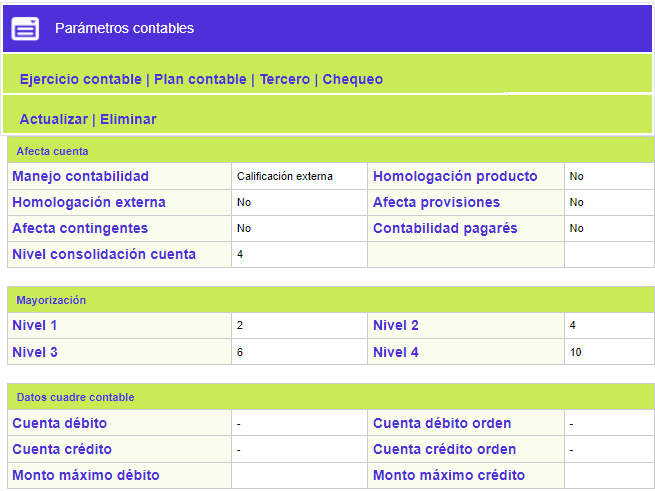 Parámetros contables
Ejercicio contable | Plan contable | Tercero | Chequeo
Actualizar | Eliminar
Afecta cuenta
Manejo contabilidad Calificación externa Homologación producto No
Homologación externa No Afecta provisiones No
Afecta contingentes No Contabilidad pagarés No
Nivel consolidación cuenta 4
Mayorización
Nivel 1 2 Nivel 2 4
Nivel 3 6 Nivel 4 10
Datos cuadre contable
Cuenta débito - Cuenta débito orden -
Cuenta crédito - Cuenta crédito orden -
Monto máximo débito Monto máximo crédito